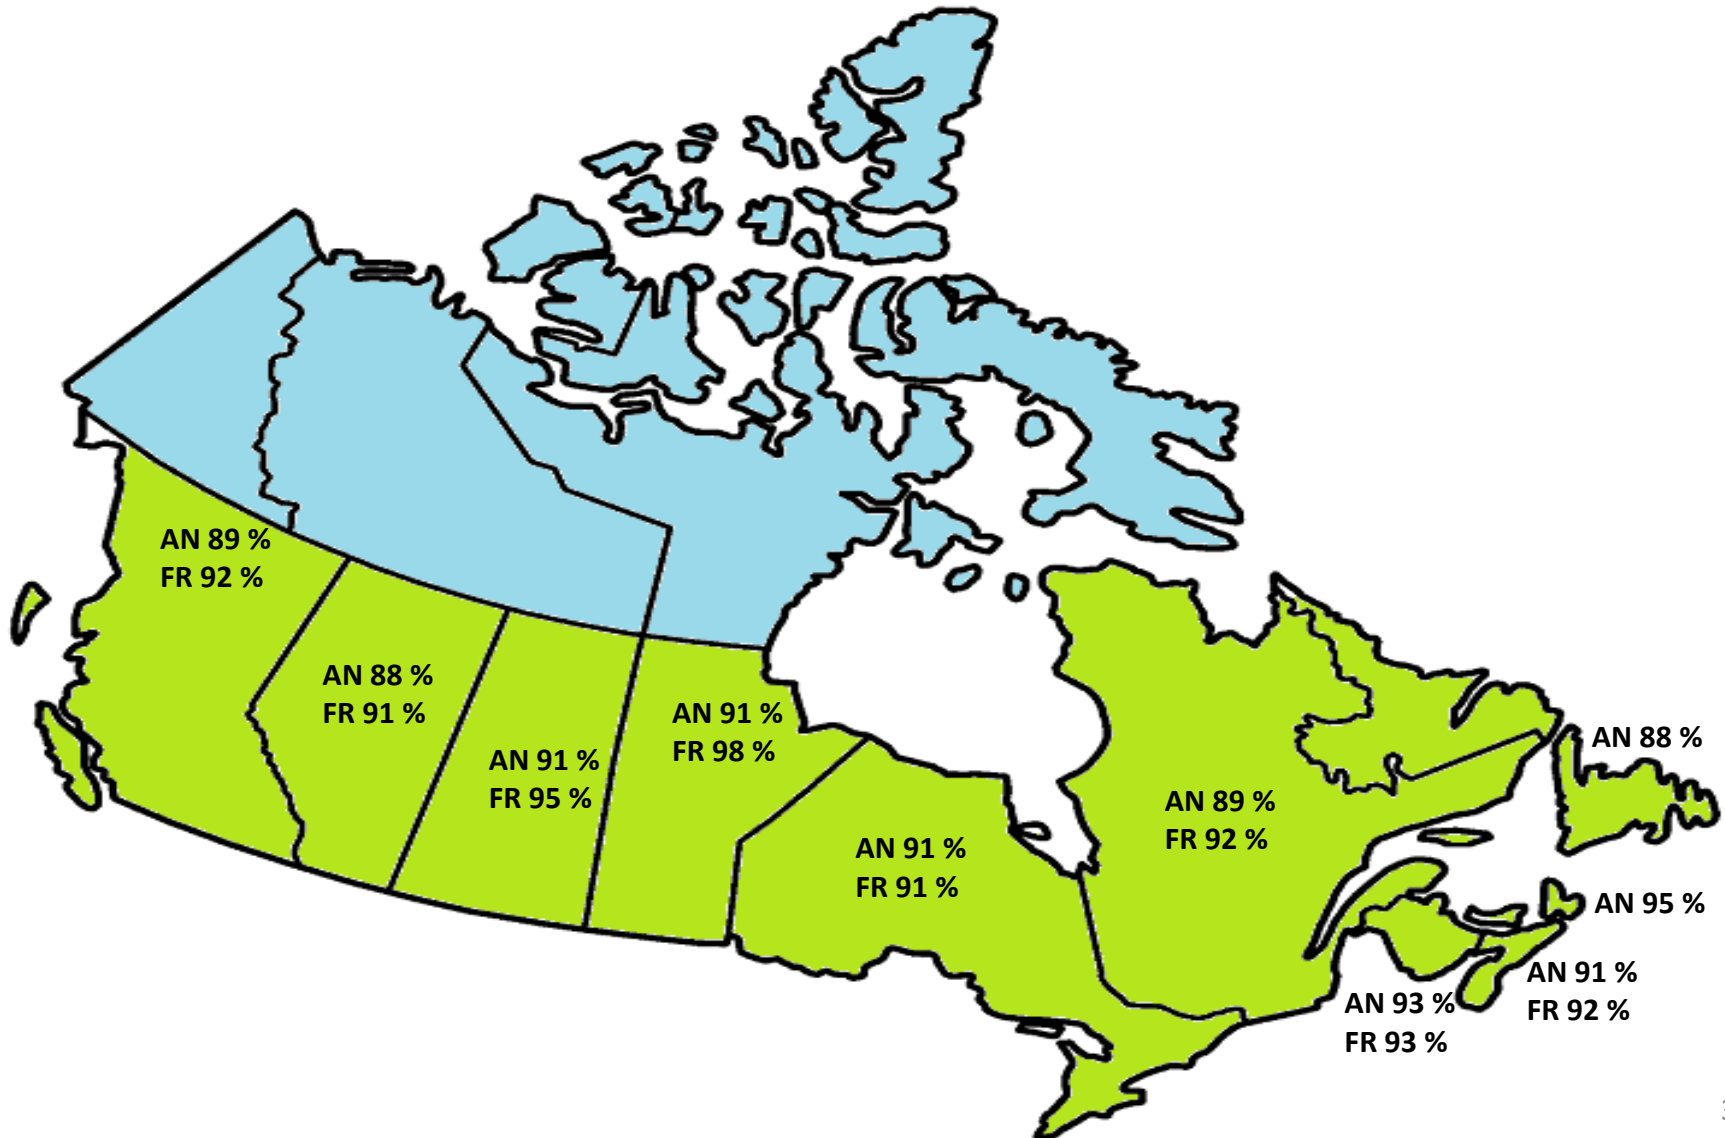 AN 89 %
FR 92 %
AN 88 %
FR 91 %
AN 91 %
FR 95 %
AN 91 %
FR 98 %
AN 91 %
FR 91 %
AN 89 %
FR 92 %
AN 88 %
AN 95 %
AN 91 %
FR 92 %
AN 93 %
FR 93 %